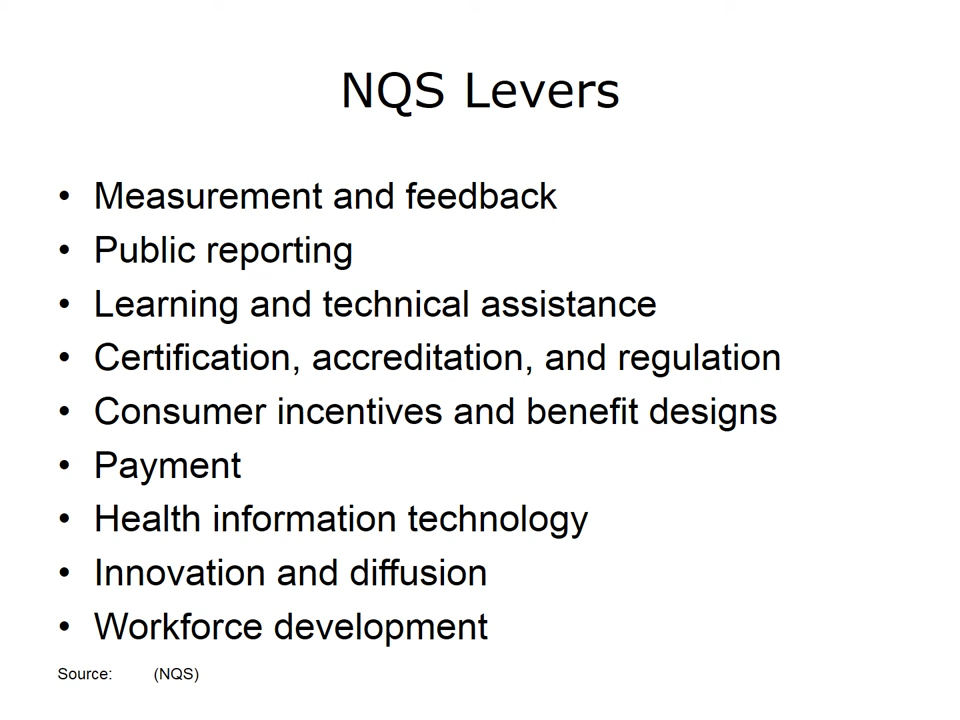 NQS Levers
• Measurement and feedback
• Public reporting
• Learning and technical assistance
• Certification, accreditation, and regulation
• Consumer incentives and benefit designs
• Payment
• Health information technology
• Innovation and diffusion
• Workforce development
Source: (NQS)